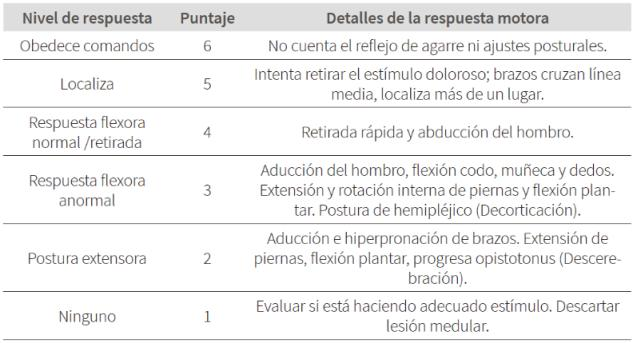 Nivel de respuesta Puntaje Detalles de la respuesta motora
Obedece comandos 6 No cuenta el reflejo de agarre ni ajustes posturales.
Localiza 5 Intenta retirar el estímulo doloroso; brazos cruzan línea
media, localiza más de un lugar.
Respuesta flexora
normal /retirada 4 Retirada rápida y abducción del hombro.
Respuesta flexora
anormal 3 Aducción del hombro, flexión codo, muñeca y dedos.
Extensión y rotación interna de piernas y flexión plan-
tar. Postura de hemipléjico (Decorticación).
Postura extensora 2 Aducción e hiperpronación de brazos. Extensión de
piernas, flexión plantar, progresa opistotonus (Descere-
bración).
Ninguno 1 Evaluar si está haciendo adecuado estímulo. Descartar
lesión medular.